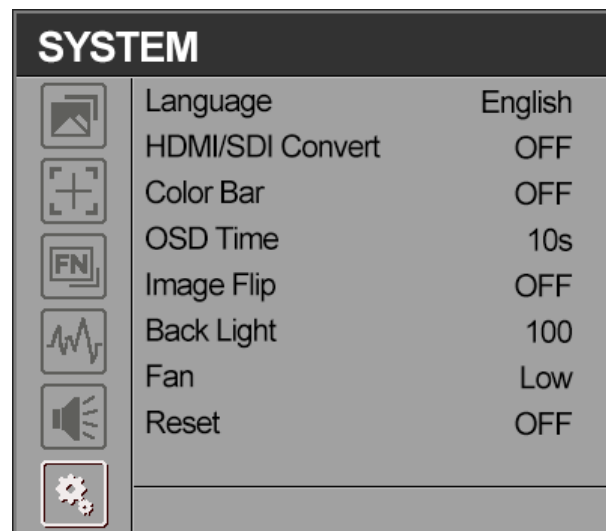 SYSTEM
Language English
HDMI/SDI Convert OFF
Color Bar OFF
OSD Time 10s
FN
Image Flip OFF
Back Light 100
Fan Low
Reset OFF